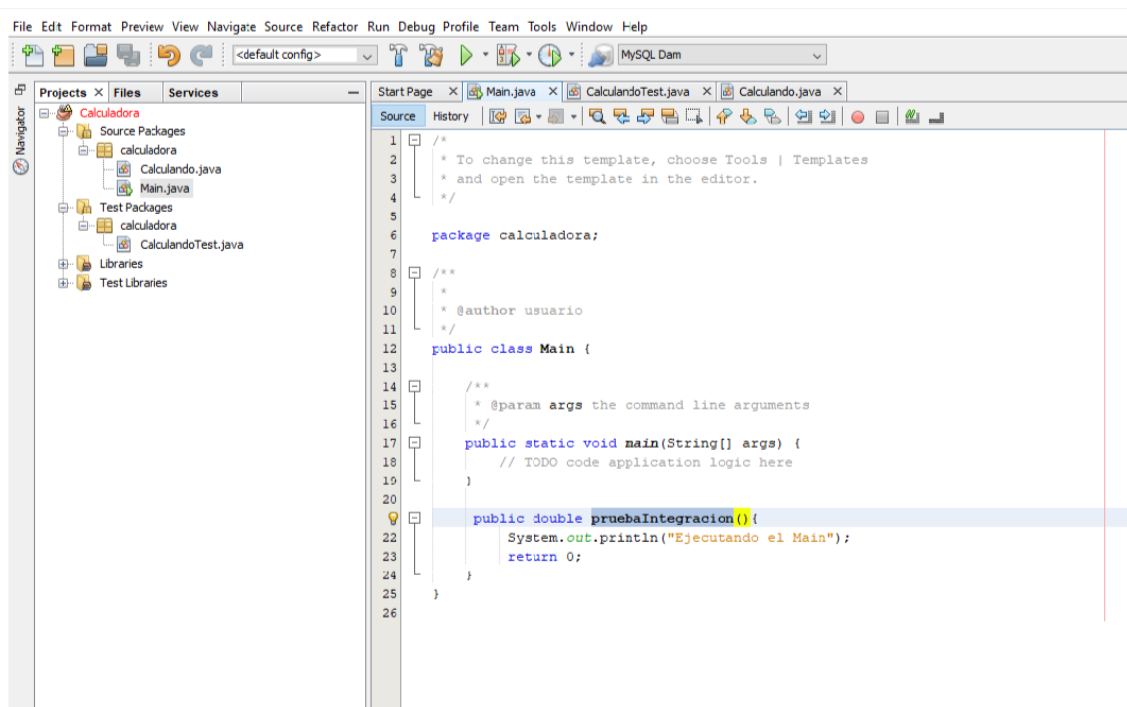 File Edit Format Preview View Navigate Source Refactor Run Debug Profile Team Tools Window Help
<default config> MySQL Dam
Projects Files Services
Start Page Main.java CalculandoTest.java Calculando.java
Source History
Navigator
Calculadora
Source Packages
calculadora
Calculando.java
Main.java
Test Packages
calculadora
CalculandoTest.java
Libraries
Test Libraries
1 /*
2 * To change this template, choose Tools | Templates
3 * and open the template in the editor.
4 */
5
6 package calculadora;
7
8 /**
9 *
10 * @author usuario
11 */
12 public class Main {
13
14 /**
15 * @param args the command line arguments
16 */
17 public static void main(String[] args) {
18 // TODO code application logic here
19 }
20
public double pruebaIntegracion(){
22 System.out.println("Ejecutando el Main");
23 return 0;
24 }
25 }
26